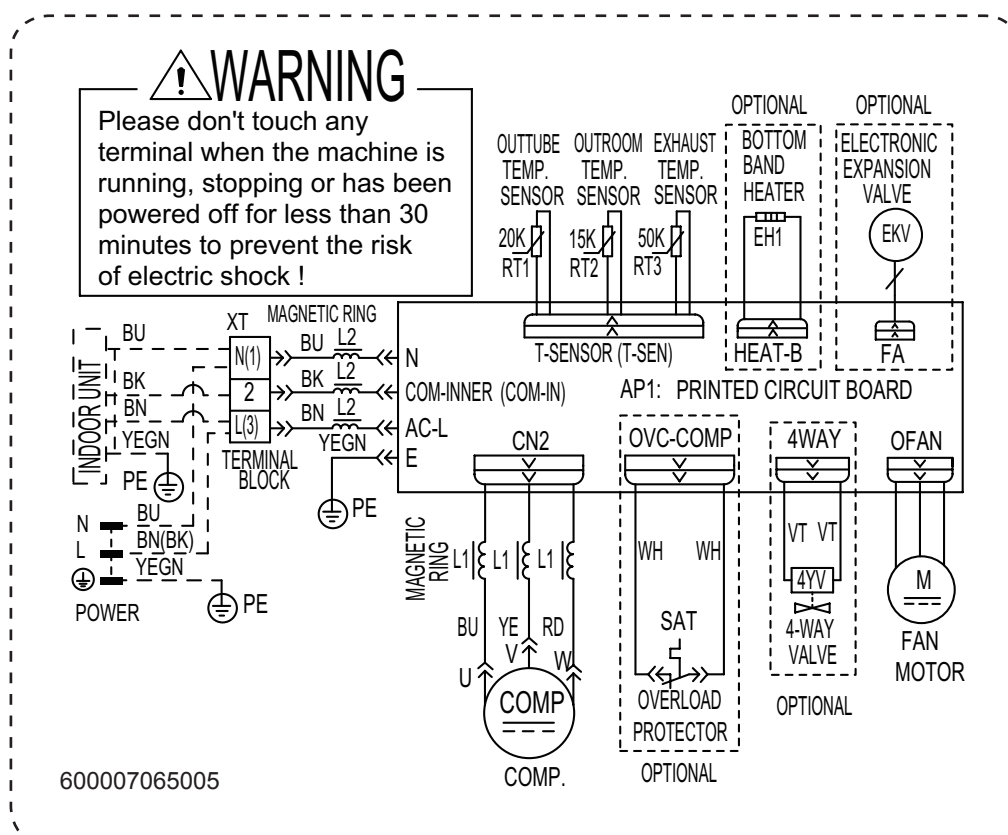 WARNING
Please don't touch any
terminal when the machine is
running, stopping or has been
powered off for less than 30
minutes to prevent the risk
of electric shock !
OUTTUBE
TEMP.
SENSOR
20K
RT1
OUTROOM
TEMP.
SENSOR
15K
RT2
EXHAUST
TEMP.
SENSOR
50K
RT3
OPTIONAL
BOTTOM
BAND
HEATER
EH1
OPTIONAL
ELECTRONIC
EXPANSION
VALVE
EKV
T-SENSOR (T-SEN)
HEAT-B
FA
AP1: PRINTED CIRCUIT BOARD
INDOOR UNIT
BU
BK
BN
YEGN
PE
XT
N(1)
2
L(3)
TERMINAL
BLOCK
MAGNETIC RING
BU L2
BK L2
BN L2
YEGN
PE
N
COM-INNER (COM-IN)
AC-L
E
N
L
POWER
BU
BN(BK)
YEGN
PE
CN2
MAGNETIC
RING
L1 L1 L1
BU YE RD
U V W
COMP
COMP.
OVC-COMP
WH WH
SAT
OVERLOAD
PROTECTOR
OPTIONAL
4WAY
VT VT
4YV
4-WAY
VALVE
OPTIONAL
OFAN
M
FAN
MOTOR
600007065005